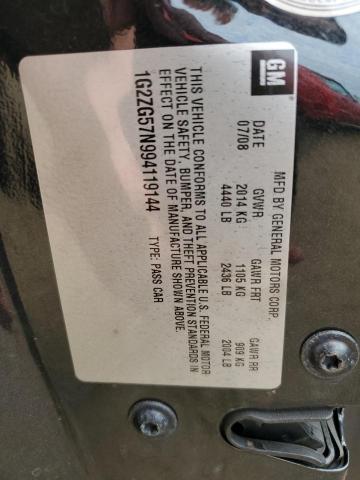 GM
MFD BY GENERAL MOTORS CORP
DATE GVWR GAWR FRT GAWR RR
07/08 2014 KG 1105 KG 909 KG
4440 LB 2436 LB 2004 LB
THIS VEHICLE CONFORMS TO ALL APPLICABLE U.S. FEDERAL MOTOR
VEHICLE SAFETY, BUMPER, AND THEFT PREVENTION STANDARDS IN
EFFECT ON THE DATE OF MANUFACTURE SHOWN ABOVE.
1G2ZG57N994119144 TYPE: PASS CAR